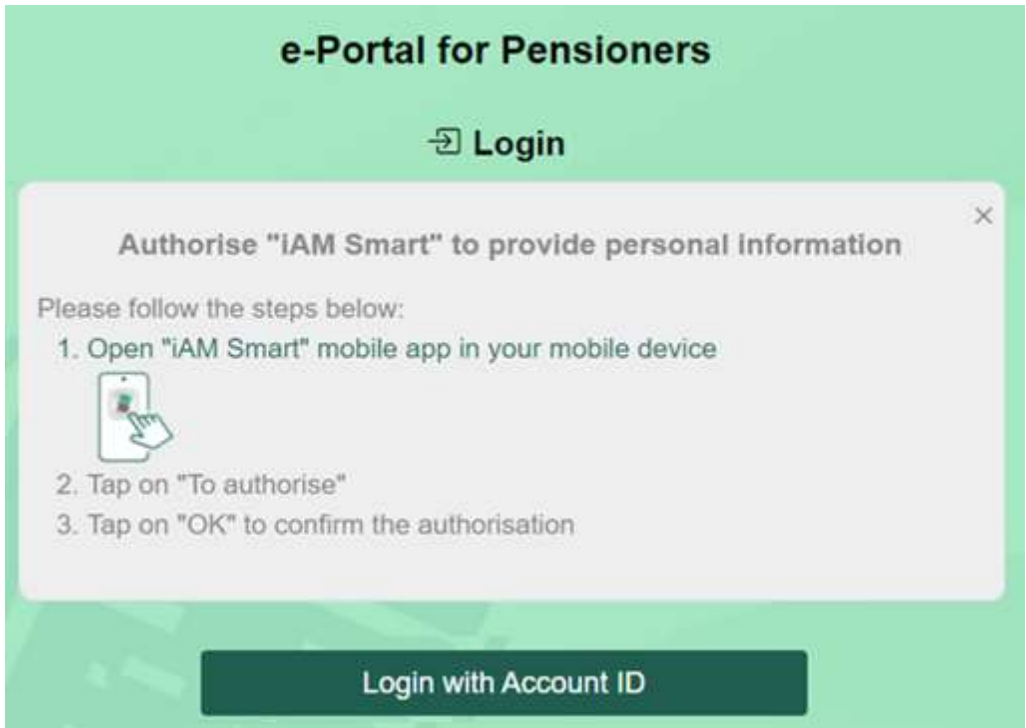 e-Portal for Pensioners
Login
Authorise "iAM Smart" to provide personal information
Please follow the steps below:
1. Open "iAM Smart" mobile app in your mobile device
2. Tap on "To authorise"
3. Tap on "OK" to confirm the authorisation
Login with Account ID